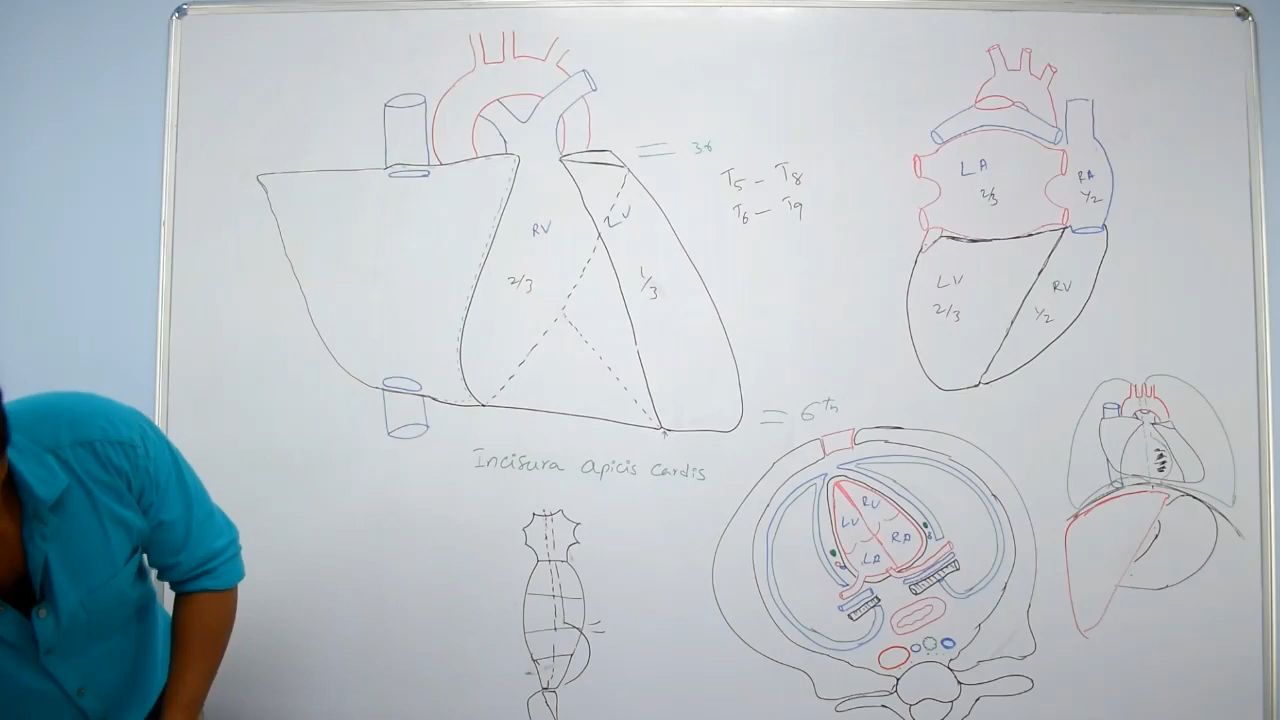 = 3rd
T5 - T8
T6 - T9
LV
RV
2/3
1/3
= 6th
Incisura apicis cardis
LA
2/3
RA
1/2
LV
2/3
RV
1/2
RV
LV
RA
LA